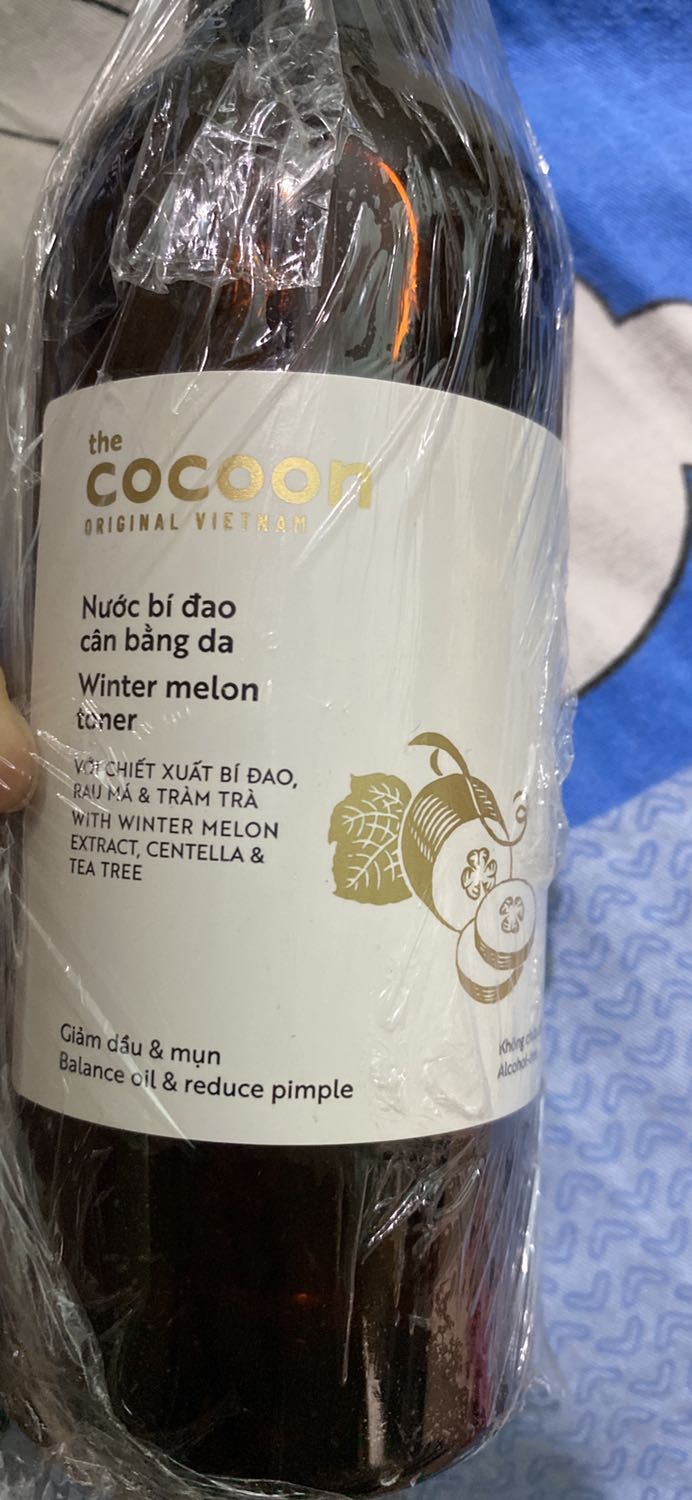 the
cocoon
ORIGINAL VIETNAM
Nước bí đao
cân bằng da
Winter melon
toner
VỚI CHIẾT XUẤT BÍ ĐAO,
RAU MÁ & TRÀM TRÀ
WITH WINTER MELON
EXTRACT, CENTELLA &
TEA TREE
Giảm dầu & mụn
Balance oil & reduce pimple
Không